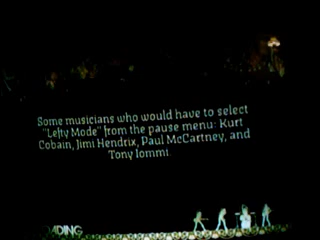 Some musicians who would have to select
"Lefty Mode" from the pause menu: Kurt
Cobain, Jimi Hendrix, Paul McCartney, and
Tony Iommi.
ADING